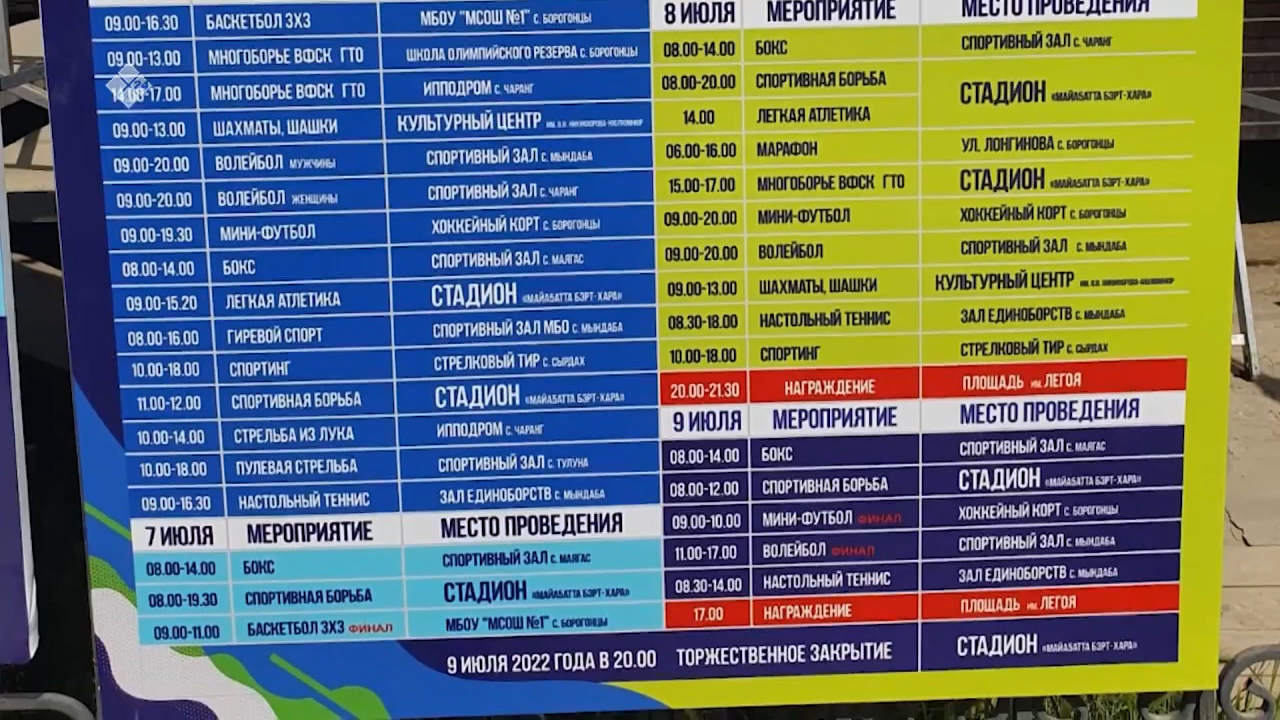 09.00-16.30 БАСКЕТБОЛ 3Х3 МБОУ "МСОШ №1" С. БОРОГОНЦЫ
09.00-13.00 МНОГОБОРЬЕ ВФСК ГТО ШКОЛА ОЛИМПИЙСКОГО РЕЗЕРВА С. БОРОГОНЦЫ
14.00-17.00 МНОГОБОРЬЕ ВФСК ГТО ИППОДРОМ С. ЧАРАНГ
09.00-13.00 ШАХМАТЫ, ШАШКИ КУЛЬТУРНЫЙ ЦЕНТР
09.00-20.00 ВОЛЕЙБОЛ МУЖЧИНЫ СПОРТИВНЫЙ ЗАЛ С. МЫНДАБА
09.00-20.00 ВОЛЕЙБОЛ ЖЕНЩИНЫ СПОРТИВНЫЙ ЗАЛ С. ЧАРАНГ
09.00-19.30 МИНИ-ФУТБОЛ ХОККЕЙНЫЙ КОРТ С. БОРОГОНЦЫ
08.00-14.00 БОКС СПОРТИВНЫЙ ЗАЛ С. МАЯГАС
09.00-15.20 ЛЕГКАЯ АТЛЕТИКА СТАДИОН «МАЙАҔАТТА БЭРТ-ХАРА»
08.00-16.00 ГИРЕВОЙ СПОРТ СПОРТИВНЫЙ ЗАЛ МБО С. МЫНДАБА
10.00-18.00 СПОРТИНГ СТРЕЛКОВЫЙ ТИР С. СЫРДАХ
11.00-12.00 СПОРТИВНАЯ БОРЬБА СТАДИОН «МАЙАҔАТТА БЭРТ-ХАРА»
10.00-14.00 СТРЕЛЬБА ИЗ ЛУКА ИППОДРОМ С. ЧАРАНГ
10.00-18.00 ПУЛЕВАЯ СТРЕЛЬБА СПОРТИВНЫЙ ЗАЛ С. ТУЛУНА
09.00-16.30 НАСТОЛЬНЫЙ ТЕННИС ЗАЛ ЕДИНОБОРСТВ С. МЫНДАБА
7 ИЮЛЯ МЕРОПРИЯТИЕ МЕСТО ПРОВЕДЕНИЯ
08.00-14.00 БОКС СПОРТИВНЫЙ ЗАЛ С. МАЯГАС
08.00-19.30 СПОРТИВНАЯ БОРЬБА СТАДИОН «МАЙАҔАТТА БЭРТ-ХАРА»
09.00-11.00 БАСКЕТБОЛ 3Х3 ФИНАЛ МБОУ "МСОШ №1" С. БОРОГОНЦЫ
8 ИЮЛЯ МЕРОПРИЯТИЕ МЕСТО ПРОВЕДЕНИЯ
08.00-14.00 БОКС СПОРТИВНЫЙ ЗАЛ С. ЧАРАНГ
08.00-20.00 СПОРТИВНАЯ БОРЬБА СТАДИОН «МАЙАҔАТТА БЭРТ-ХАРА»
14.00 ЛЕГКАЯ АТЛЕТИКА
06.00-16.00 МАРАФОН УЛ. ЛОНГИНОВА С. БОРОГОНЦЫ
15.00-17.00 МНОГОБОРЬЕ ВФСК ГТО СТАДИОН «МАЙАҔАТТА БЭРТ-ХАРА»
09.00-20.00 МИНИ-ФУТБОЛ ХОККЕЙНЫЙ КОРТ С. БОРОГОНЦЫ
09.00-20.00 ВОЛЕЙБОЛ СПОРТИВНЫЙ ЗАЛ С. МЫНДАБА
09.00-13.00 ШАХМАТЫ, ШАШКИ КУЛЬТУРНЫЙ ЦЕНТР
08.30-18.00 НАСТОЛЬНЫЙ ТЕННИС ЗАЛ ЕДИНОБОРСТВ С. МЫНДАБА
10.00-18.00 СПОРТИНГ СТРЕЛКОВЫЙ ТИР С. СЫРДАХ
20.00-21.30 НАГРАЖДЕНИЕ ПЛОЩАДЬ ИМ. ЛЕГОЯ
9 ИЮЛЯ МЕРОПРИЯТИЕ МЕСТО ПРОВЕДЕНИЯ
08.00-14.00 БОКС СПОРТИВНЫЙ ЗАЛ С. МАЯГАС
08.00-12.00 СПОРТИВНАЯ БОРЬБА СТАДИОН «МАЙАҔАТТА БЭРТ-ХАРА»
09.00-10.00 МИНИ-ФУТБОЛ ФИНАЛ ХОККЕЙНЫЙ КОРТ С. БОРОГОНЦЫ
11.00-17.00 ВОЛЕЙБОЛ ФИНАЛ СПОРТИВНЫЙ ЗАЛ С. МЫНДАБА
08.30-14.00 НАСТОЛЬНЫЙ ТЕННИС ЗАЛ ЕДИНОБОРСТВ С. МЫНДАБА
17.00 НАГРАЖДЕНИЕ ПЛОЩАДЬ ИМ. ЛЕГОЯ
9 ИЮЛЯ 2022 ГОДА В 20.00 ТОРЖЕСТВЕННОЕ ЗАКРЫТИЕ СТАДИОН «МАЙАҔАТТА БЭРТ-ХАРА»